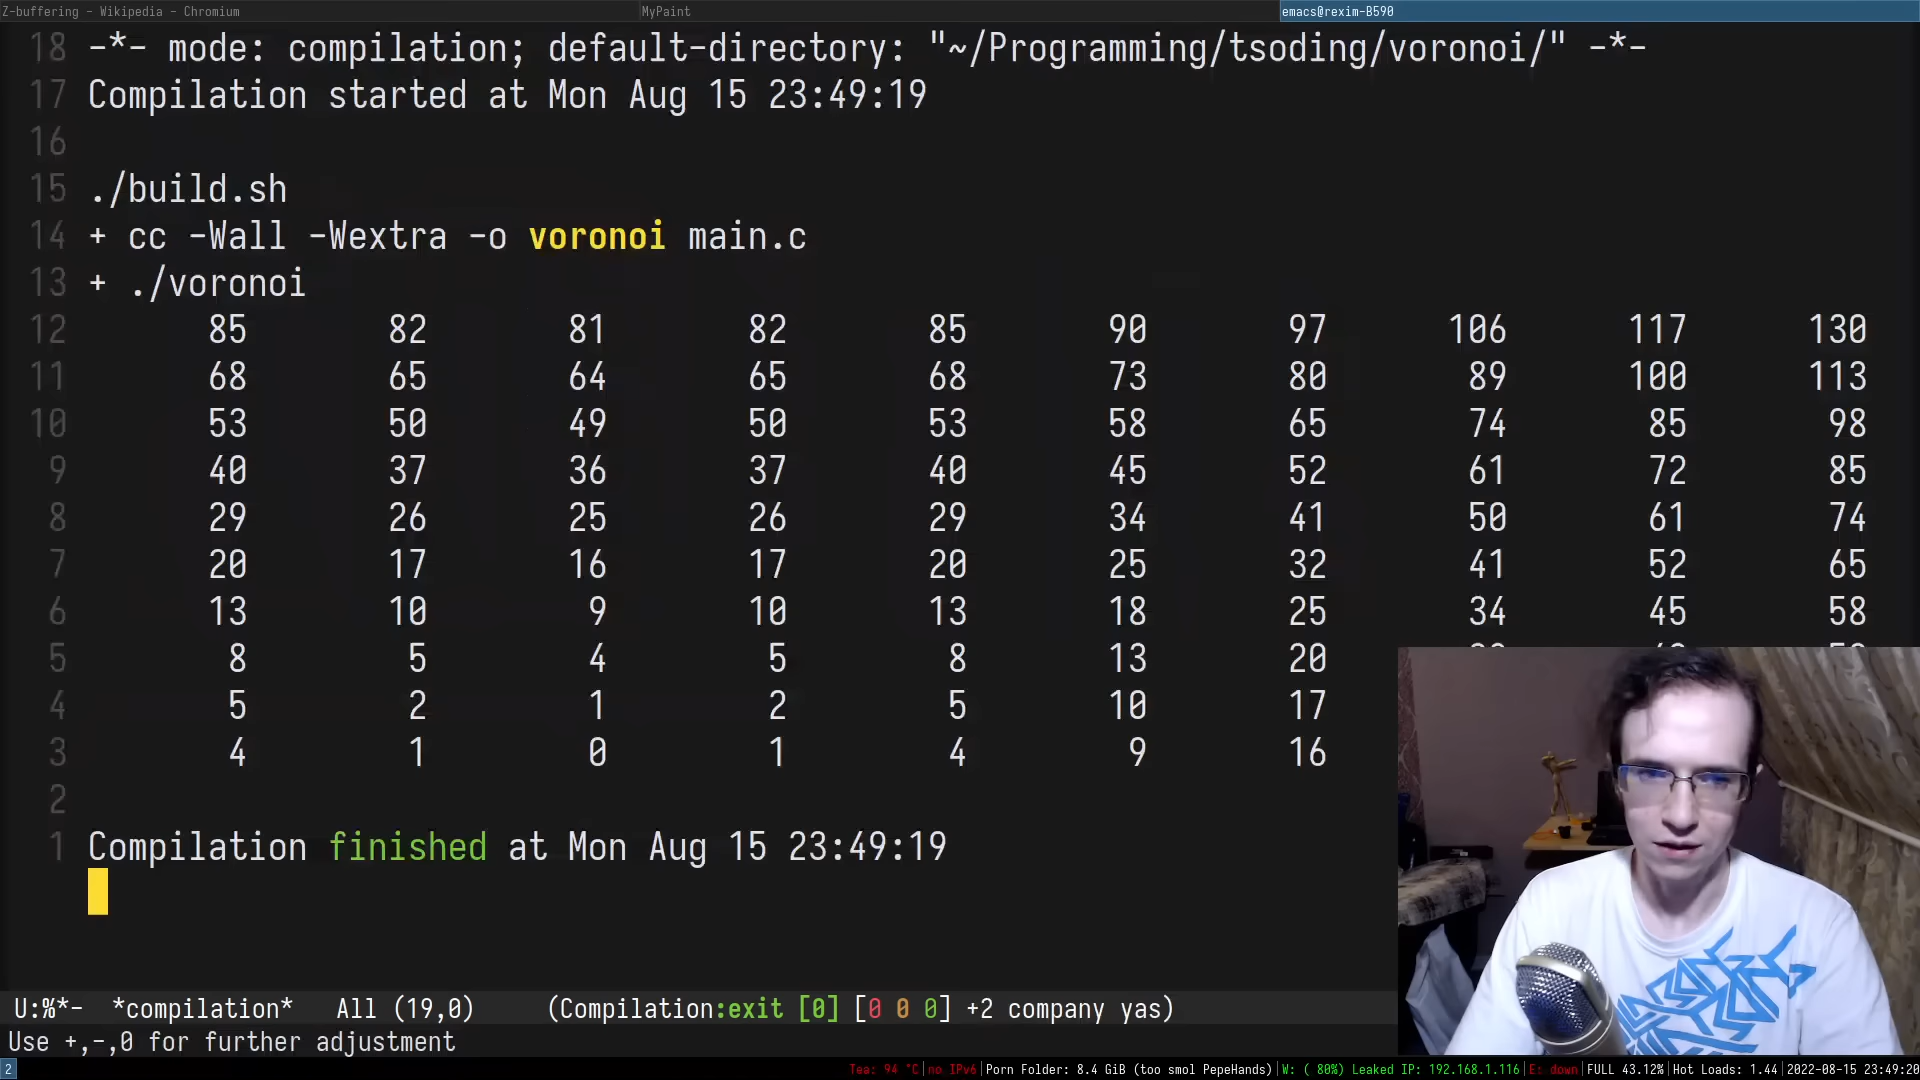 Z-buffering - Wikipedia - Chromium MyPaint emacs@rexim-B590
18 -*- mode: compilation; default-directory: "~/Programming/tsoding/voronoi/" -*-
17 Compilation started at Mon Aug 15 23:49:19
16
15 ./build.sh
14 + cc -Wall -Wextra -o voronoi main.c
13 + ./voronoi
12 85 82 81 82 85 90 97 106 117 130
11 68 65 64 65 68 73 80 89 100 113
10 53 50 49 50 53 58 65 74 85 98
9 40 37 36 37 40 45 52 61 72 85
8 29 26 25 26 29 34 41 50 61 74
7 20 17 16 17 20 25 32 41 52 65
6 13 10 9 10 13 18 25 34 45 58
5 8 5 4 5 8 13 20
4 5 2 1 2 5 10 17
3 4 1 0 1 4 9 16
2
1 Compilation finished at Mon Aug 15 23:49:19
U:%*- *compilation* All (19,0) (Compilation:exit [0] [0 0 0] +2 company yas)
Use +,-,0 for further adjustment
2 Tea: 94 °C|no IPv6|Porn Folder: 8.4 GiB (too smol PepeHands)|W: ( 80%) Leaked IP: 192.168.1.116|E: down|FULL 43.12%|Hot Loads: 1.44|2022-08-15 23:49:20